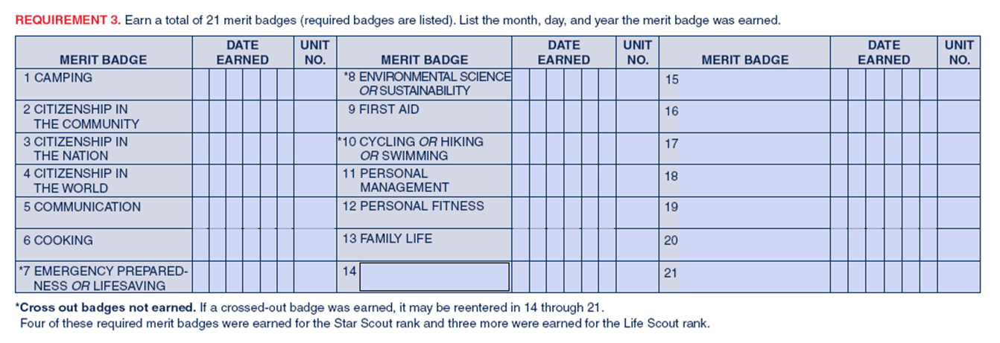 REQUIREMENT 3. Earn a total of 21 merit badges (required badges are listed). List the month, day, and year the merit badge was earned.
MERIT BADGE DATE EARNED UNIT NO. MERIT BADGE DATE EARNED UNIT NO. MERIT BADGE DATE EARNED UNIT NO.
1 CAMPING
2 CITIZENSHIP IN
THE COMMUNITY
3 CITIZENSHIP IN
THE NATION
4 CITIZENSHIP IN
THE WORLD
5 COMMUNICATION
6 COOKING
*7 EMERGENCY PREPARED-
NESS OR LIFESAVING
*8 ENVIRONMENTAL SCIENCE
OR SUSTAINABILITY
9 FIRST AID
*10 CYCLING OR HIKING
OR SWIMMING
11 PERSONAL
MANAGEMENT
12 PERSONAL FITNESS
13 FAMILY LIFE
14
15
16
17
18
19
20
21
*Cross out badges not earned. If a crossed-out badge was earned, it may be reentered in 14 through 21.
Four of these required merit badges were earned for the Star Scout rank and three more were earned for the Life Scout rank.